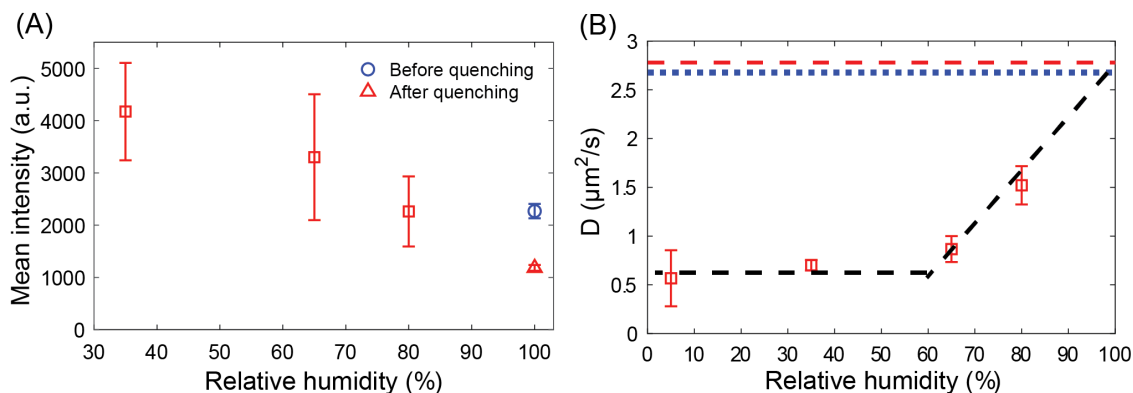 (A)
Mean intensity (a.u.)
5000
4000
3000
2000
1000
0
30 40 50 60 70 80 90 100
Relative humidity (%)
Before quenching
After quenching
(B)
D (µm²/s)
3
2.5
2
1.5
1
0.5
0
0 10 20 30 40 50 60 70 80 90 100
Relative humidity (%)